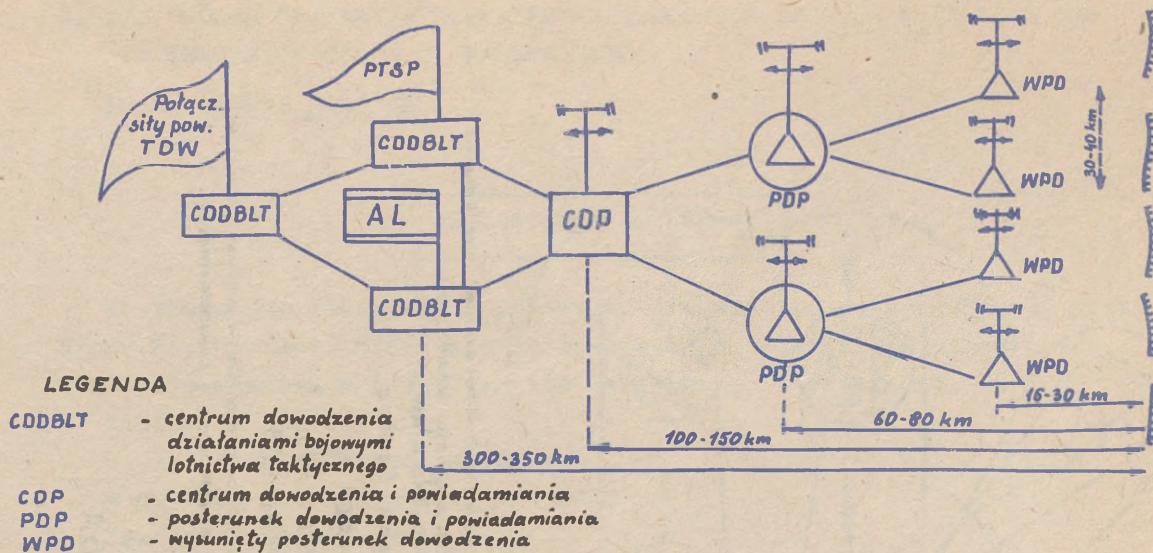 Połącz.
siły pow.
TDW
PTSP
CDDBLT
CDDBLT
AL
CDDBLT
CDP
PDP
PDP
WPD
WPD
WPD
WPD
30-40 km
15-30 km
60-80 km
100-150 km
300-350 km
LEGENDA
CDDBLT - centrum dowodzenia
działaniami bojowymi
lotnictwa taktycznego
CDP - centrum dowodzenia i powiadamiania
PDP - posterunek dowodzenia i powiadamiania
WPD - wysunięty posterunek dowodzenia